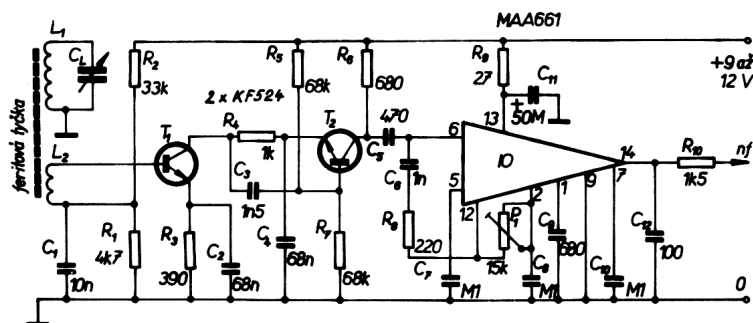 MAA661
L1
CL
R2
33k
R5
68k
R6
680
R9
27
C11
50M
+9 až
12 V
2 x KF524
T1
R4
1k
T2
470
C5
13
6
IO
14
R10
1k5
nf
feritová tyčka
L2
C3
1n5
C6
1n
5
12
2
1
9
7
P1
15k
R8
220
C1
10n
R1
4k7
R3
390
C2
68n
C4
68n
R7
68k
C7
M1
C8
M1
C9
680
C10
M1
C12
100
0